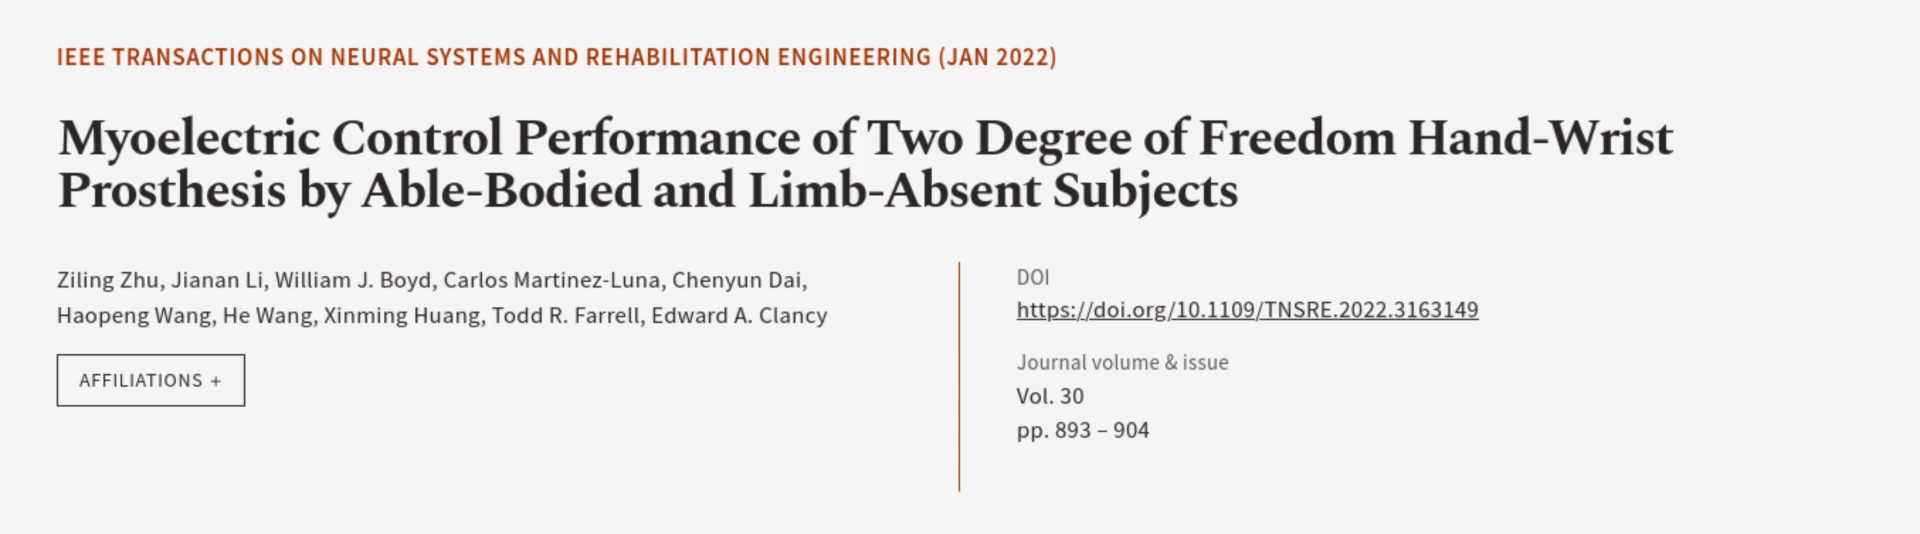 IEEE TRANSACTIONS ON NEURAL SYSTEMS AND REHABILITATION ENGINEERING (JAN 2022)
Myoelectric Control Performance of Two Degree of Freedom Hand-Wrist
Prosthesis by Able-Bodied and Limb-Absent Subjects
Ziling Zhu, Jianan Li, William J. Boyd, Carlos Martinez-Luna, Chenyun Dai,
Haopeng Wang, He Wang, Xinming Huang, Todd R. Farrell, Edward A. Clancy
AFFILIATIONS +
DOI
https://doi.org/10.1109/TNSRE.2022.3163149
Journal volume & issue
Vol. 30
pp. 893 – 904